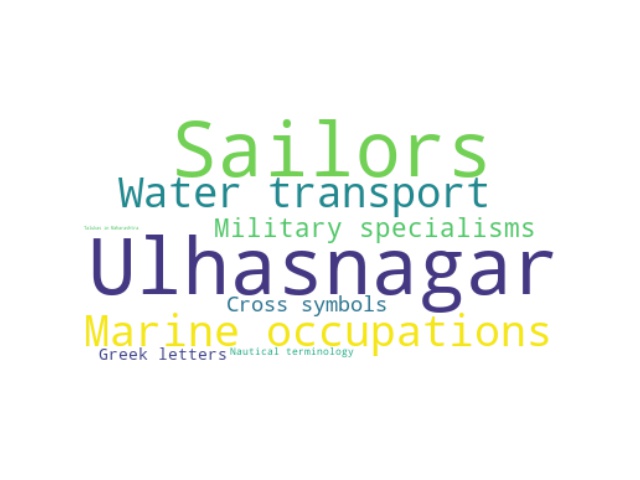 Sailors
Water transport
Military specialisms
Talukas in Maharashtra
Ulhasnagar
Cross symbols
Marine occupations
Greek letters
Nautical terminology